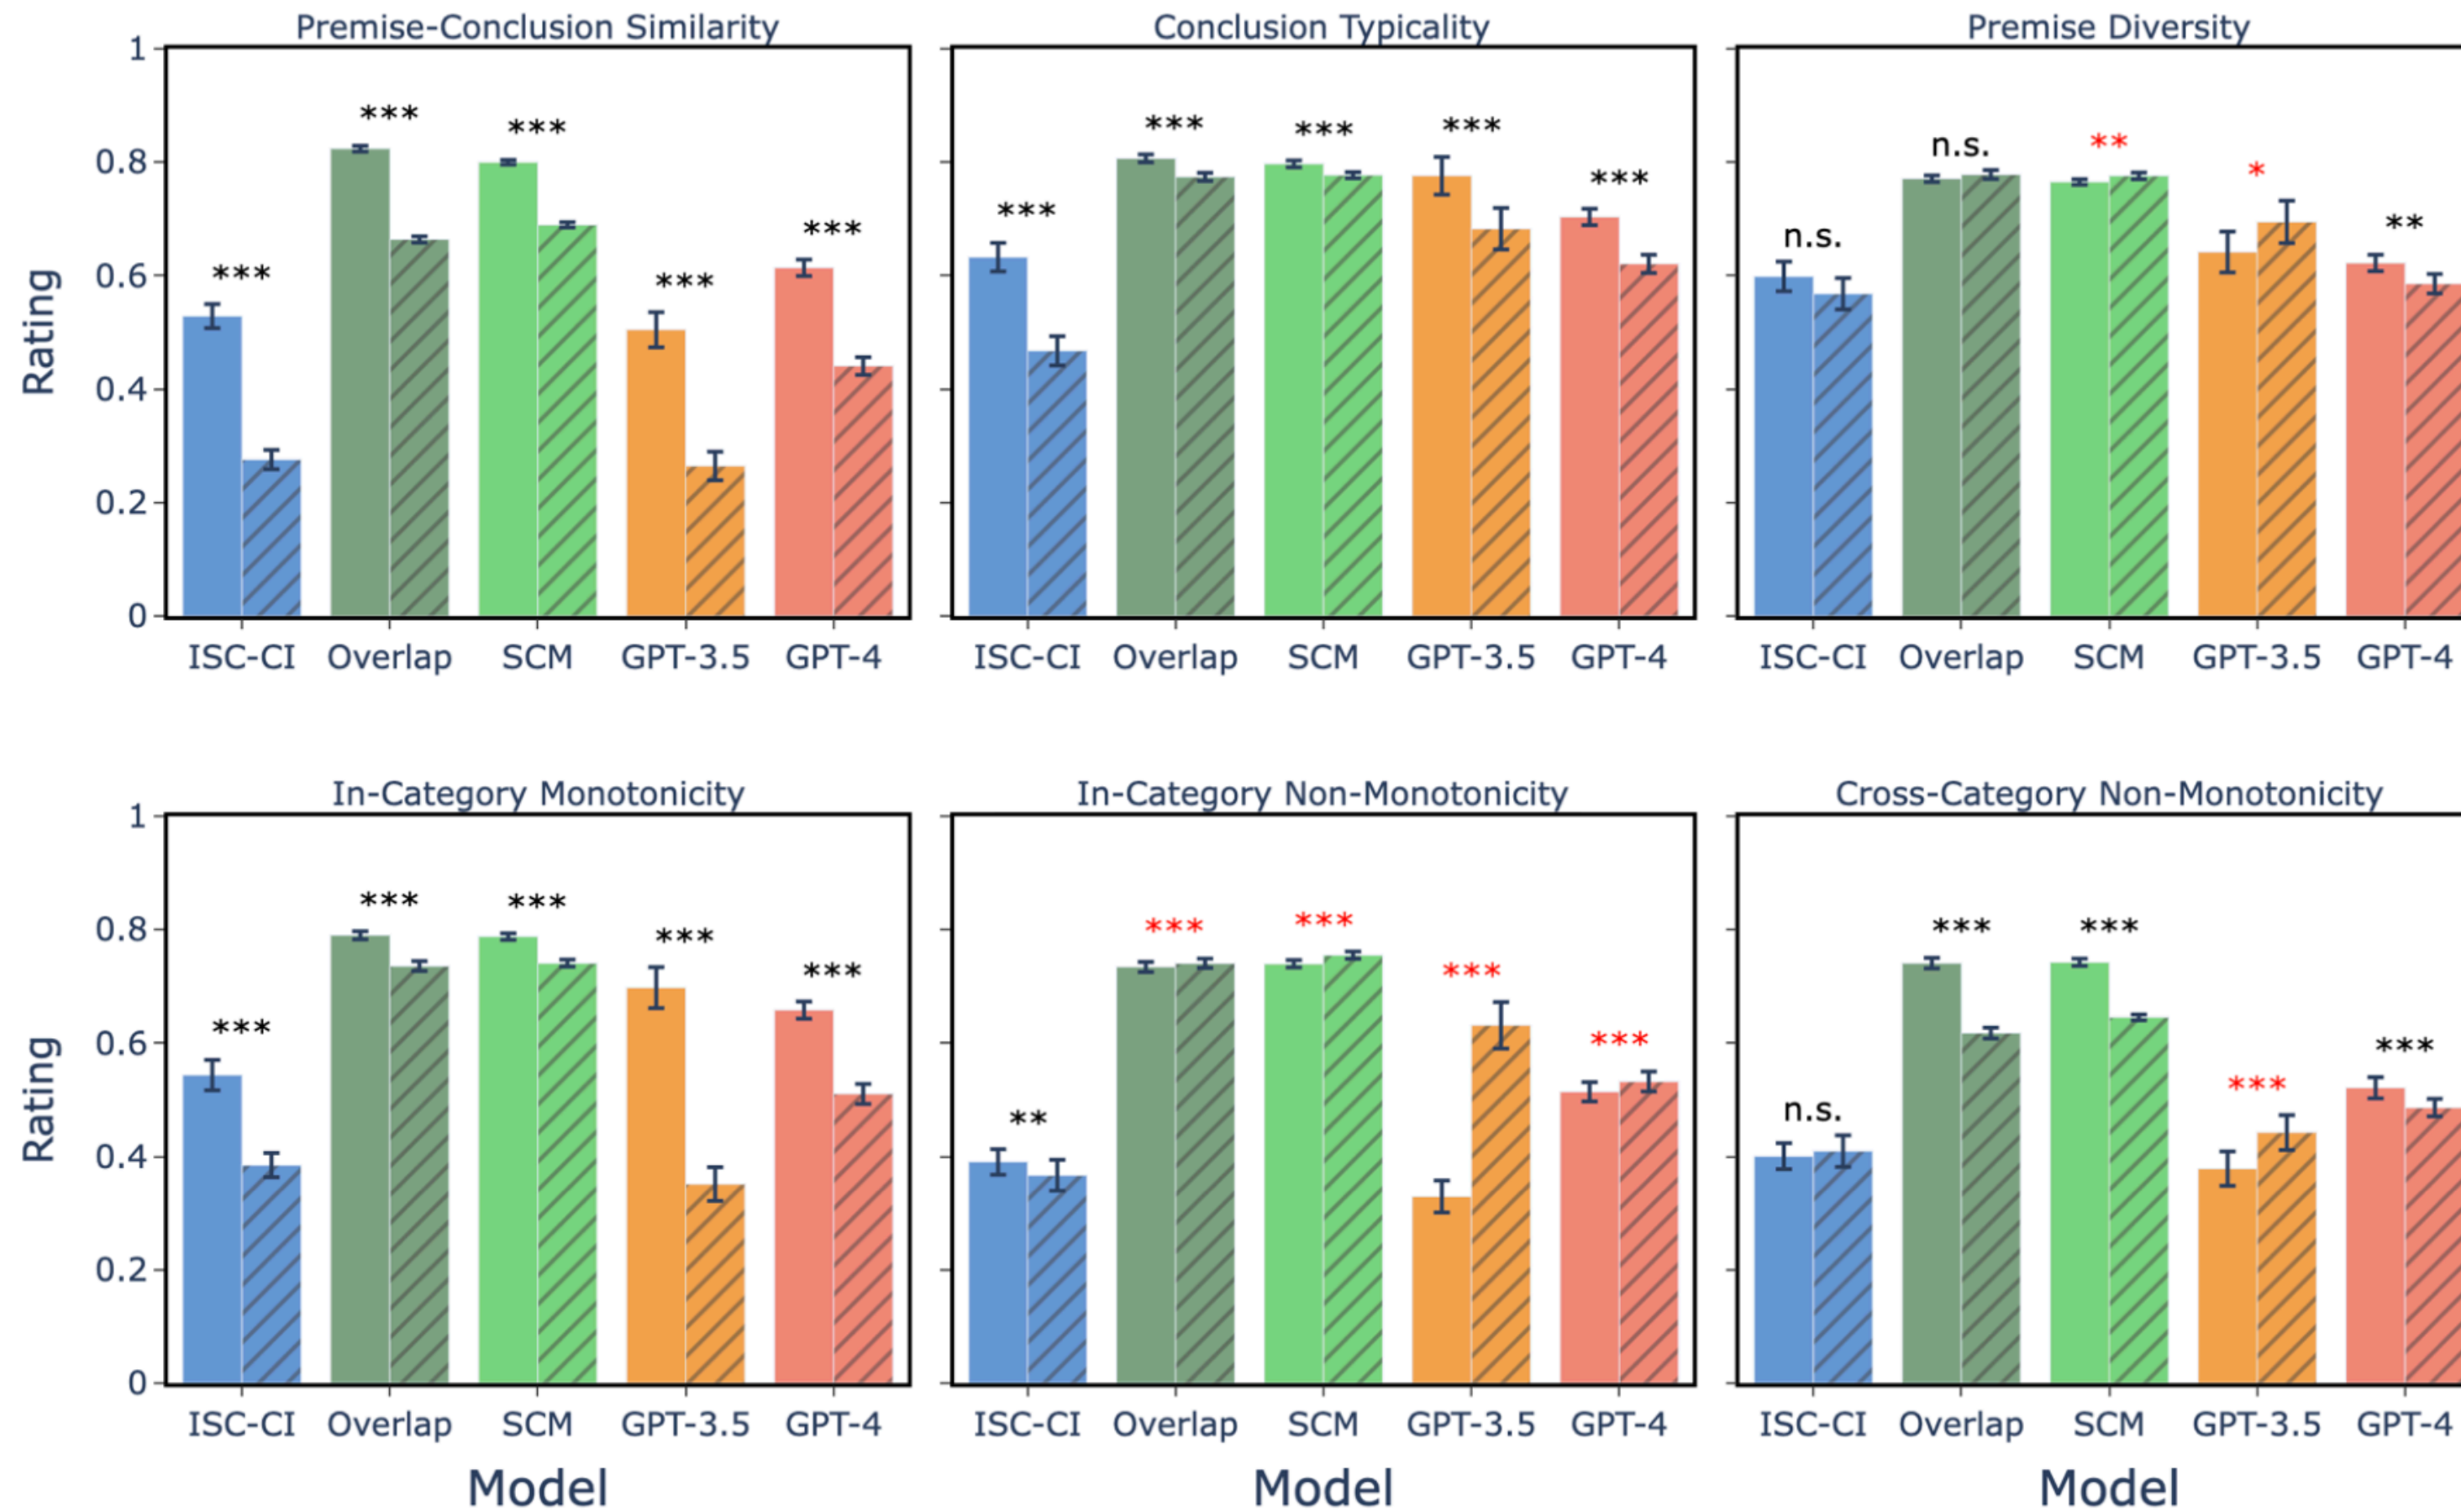 Premise-Conclusion Similarity Conclusion Typicality Premise Diversity
1
*** *** *** *** ***
*** *** *** *** ***
n.s. n.s. ** * **
0.8
0.6
0.4
0.2
0
Rating
ISC-CI Overlap SCM GPT-3.5 GPT-4 ISC-CI Overlap SCM GPT-3.5 GPT-4 ISC-CI Overlap SCM GPT-3.5 GPT-4
In-Category Monotonicity In-Category Non-Monotonicity Cross-Category Non-Monotonicity
1
*** *** *** *** ***
** *** *** *** ***
n.s. *** *** *** ***
0.8
0.6
0.4
0.2
0
Rating
ISC-CI Overlap SCM GPT-3.5 GPT-4 ISC-CI Overlap SCM GPT-3.5 GPT-4 ISC-CI Overlap SCM GPT-3.5 GPT-4
Model Model Model